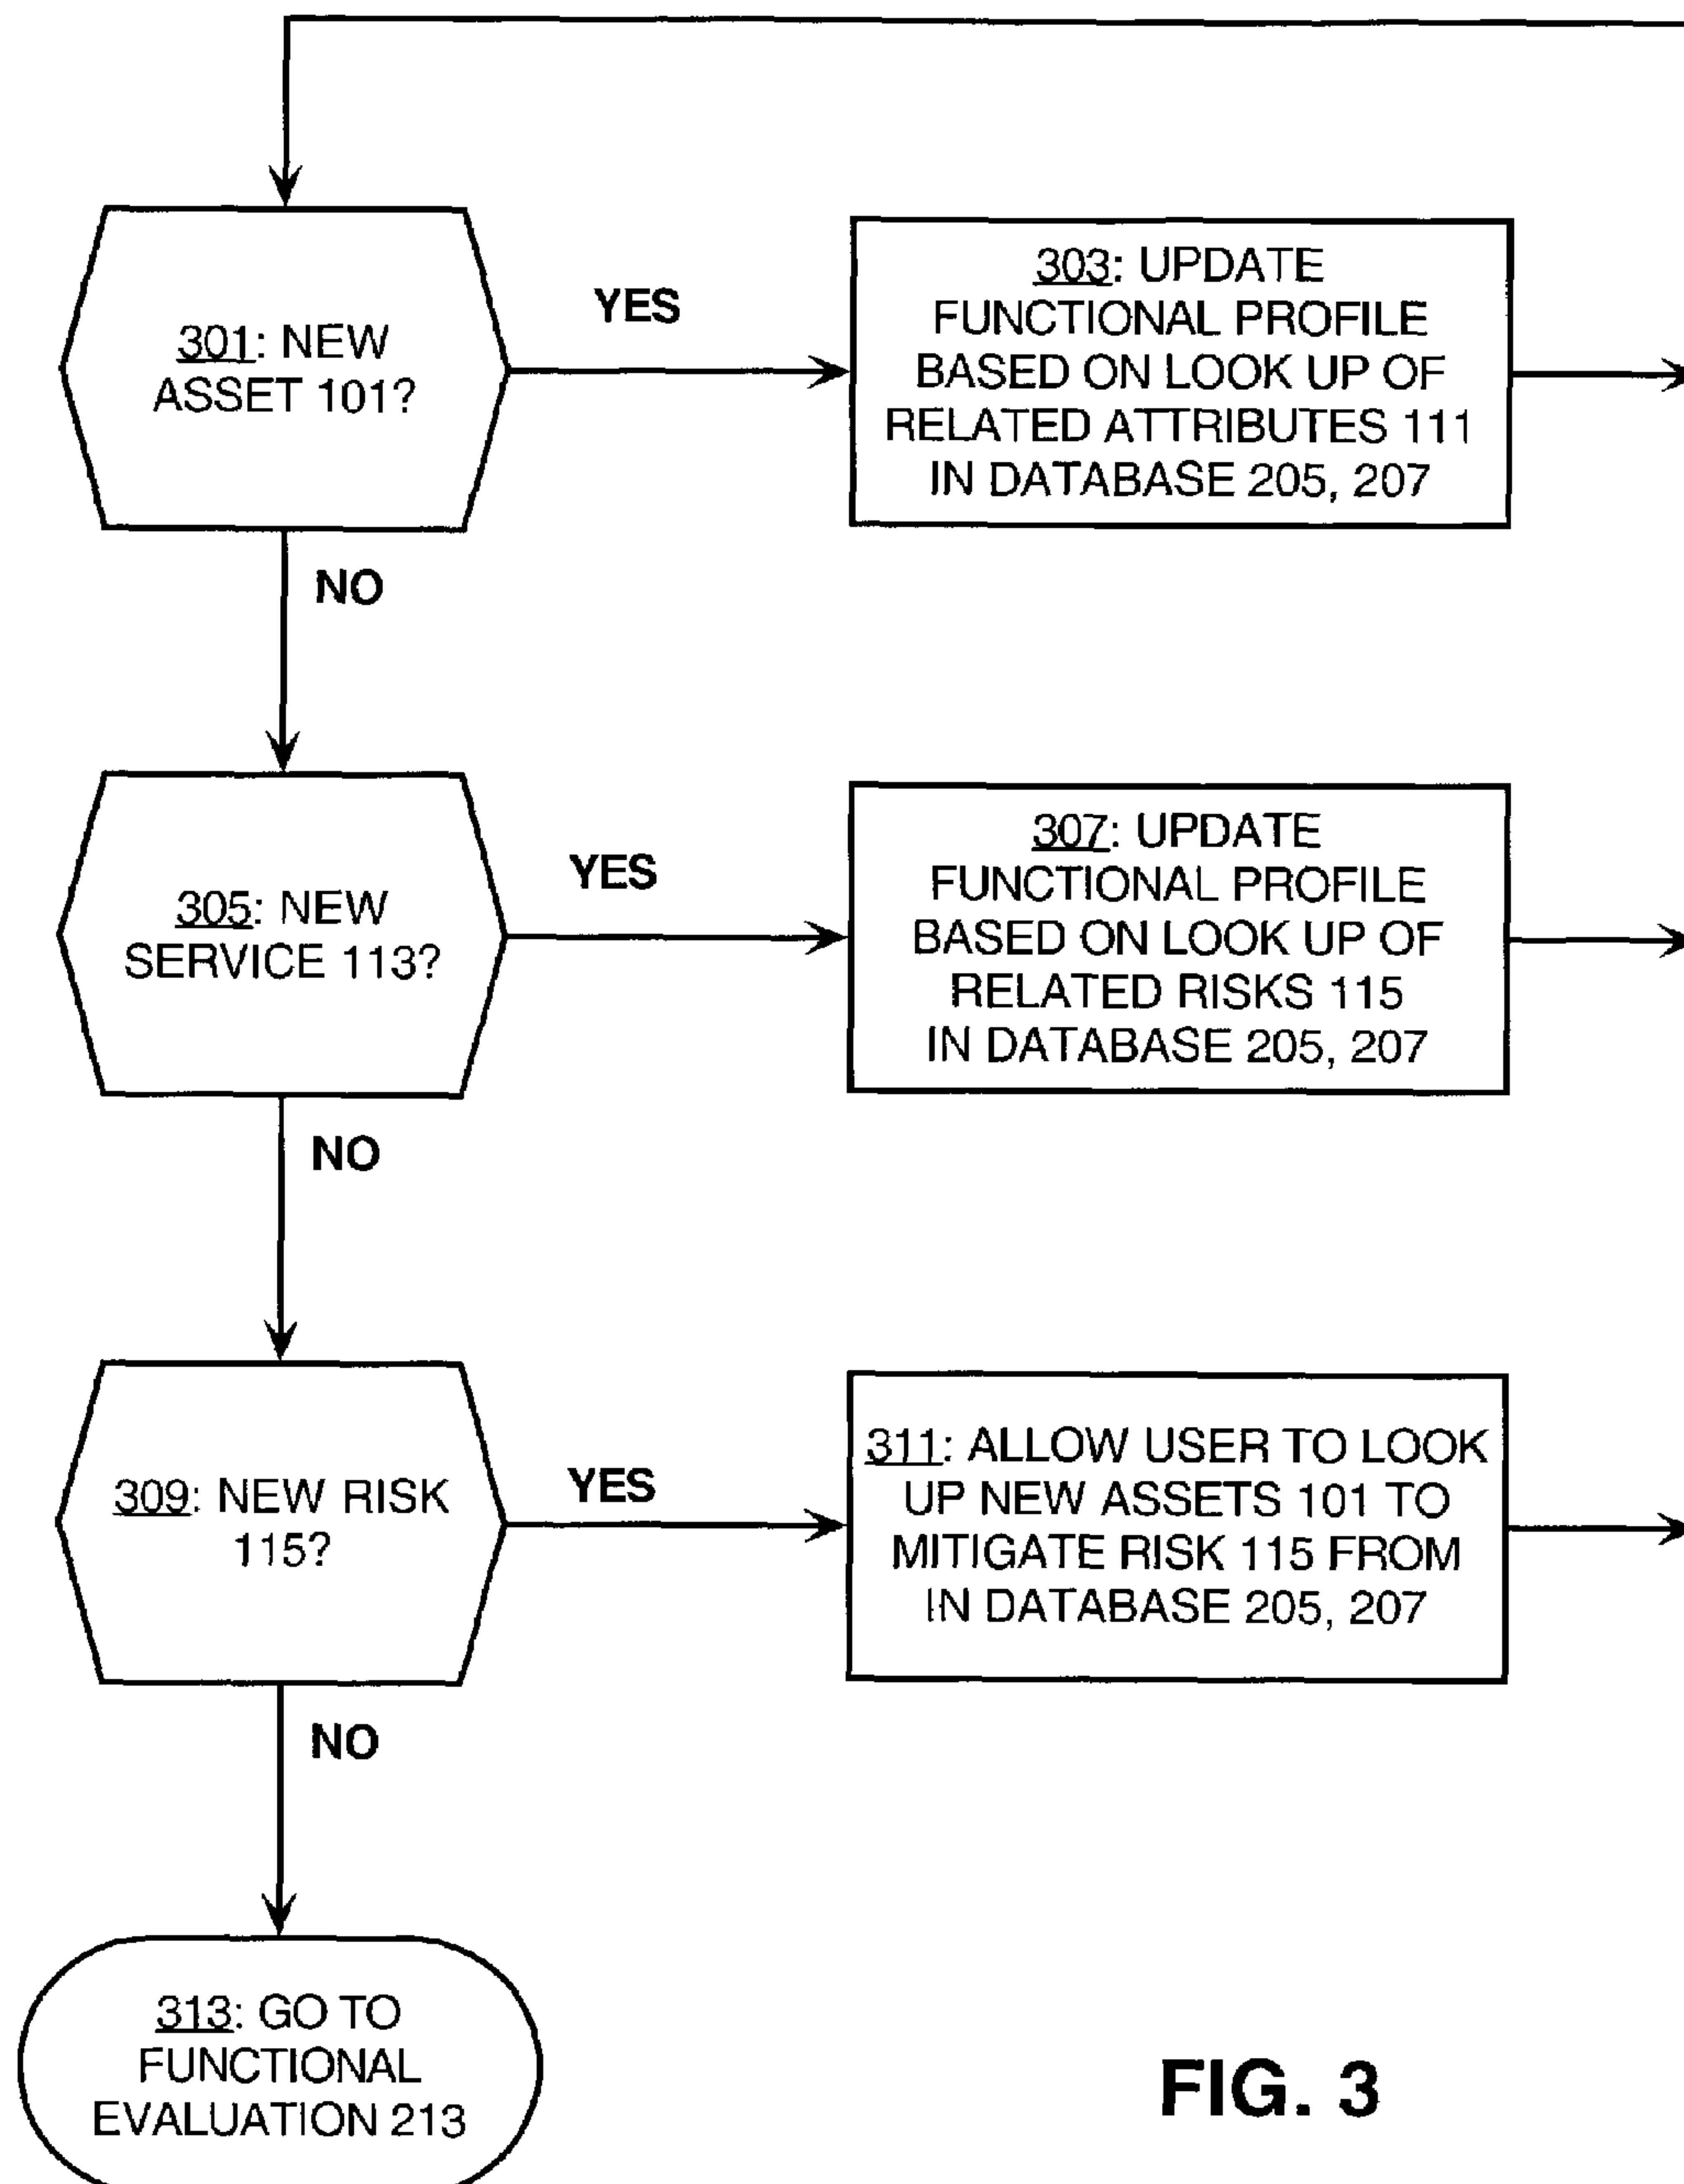 301: NEW
ASSET 101?
YES
303: UPDATE
FUNCTIONAL PROFILE
BASED ON LOOK UP OF
RELATED ATTRIBUTES 111
IN DATABASE 205, 207
NO
305: NEW
SERVICE 113?
YES
307: UPDATE
FUNCTIONAL PROFILE
BASED ON LOOK UP OF
RELATED RISKS 115
IN DATABASE 205, 207
NO
309: NEW RISK
115?
YES
311: ALLOW USER TO LOOK
UP NEW ASSETS 101 TO
MITIGATE RISK 115 FROM
IN DATABASE 205, 207
NO
313: GO TO
FUNCTIONAL
EVALUATION 213
FIG. 3